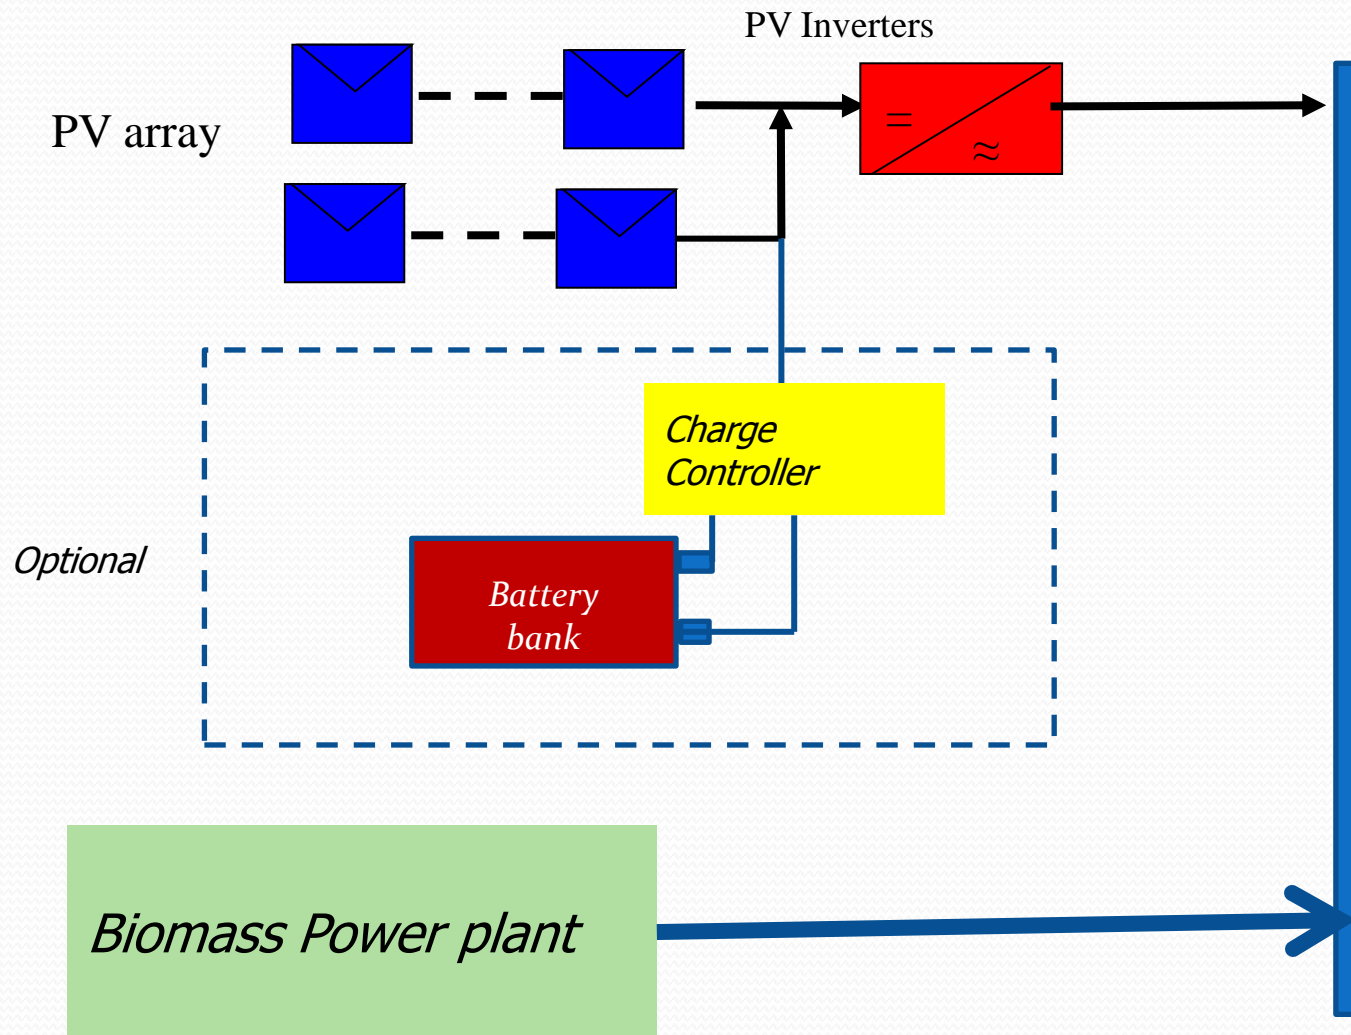 PV Inverters
PV array
=
≈
Charge
Controller
Optional
Battery
bank
Biomass Power plant